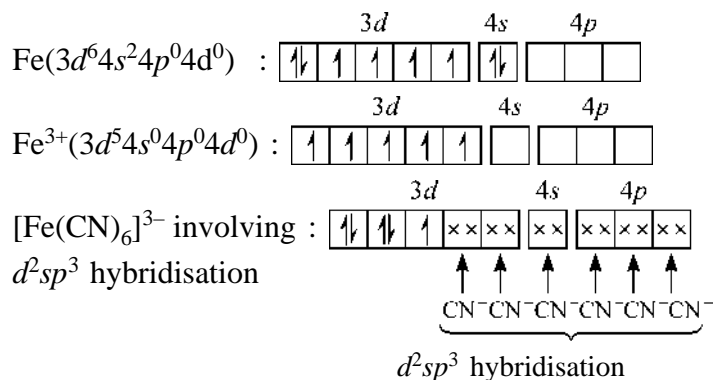 3d 4s 4p
Fe(3d⁶4s²4p⁰4d⁰) : ⥮ ↿ ↿ ↿ ↿ ⥮
3d 4s 4p
Fe³⁺(3d⁵4s⁰4p⁰4d⁰) : ↿ ↿ ↿ ↿ ↿
3d 4s 4p
[Fe(CN)₆]³⁻ involving : ⥮ ⥮ ↿ ×× ×× ×× ×× ×× ××
d²sp³ hybridisation
CN⁻CN⁻CN⁻CN⁻CN⁻CN⁻
d²sp³ hybridisation